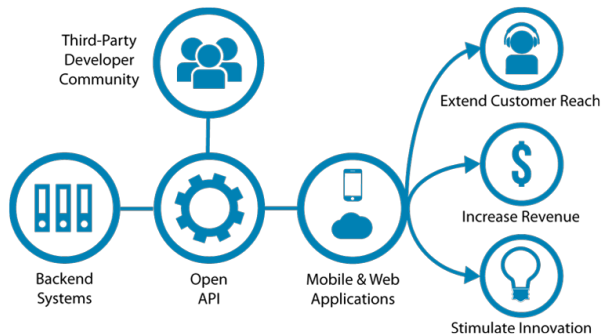 Third-Party
Developer
Community
Extend Customer Reach
$
Increase Revenue
Backend
Systems
Open
API
Mobile & Web
Applications
Stimulate Innovation